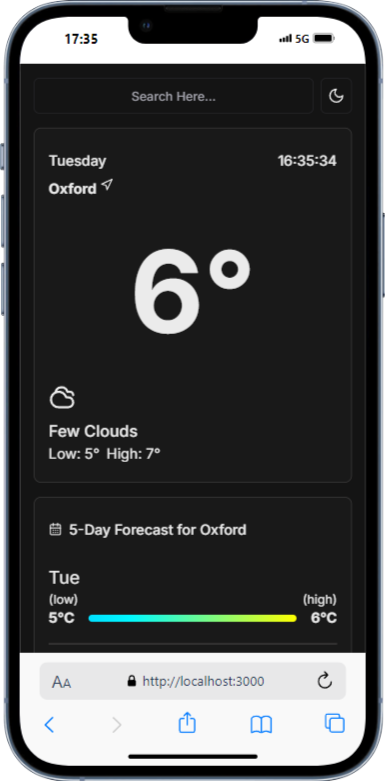 17:35 5G
Search Here...
Tuesday 16:35:34
Oxford
6°
Few Clouds
Low: 5° High: 7°
5-Day Forecast for Oxford
Tue
(low) (high)
5°C 6°C
AA http://localhost:3000